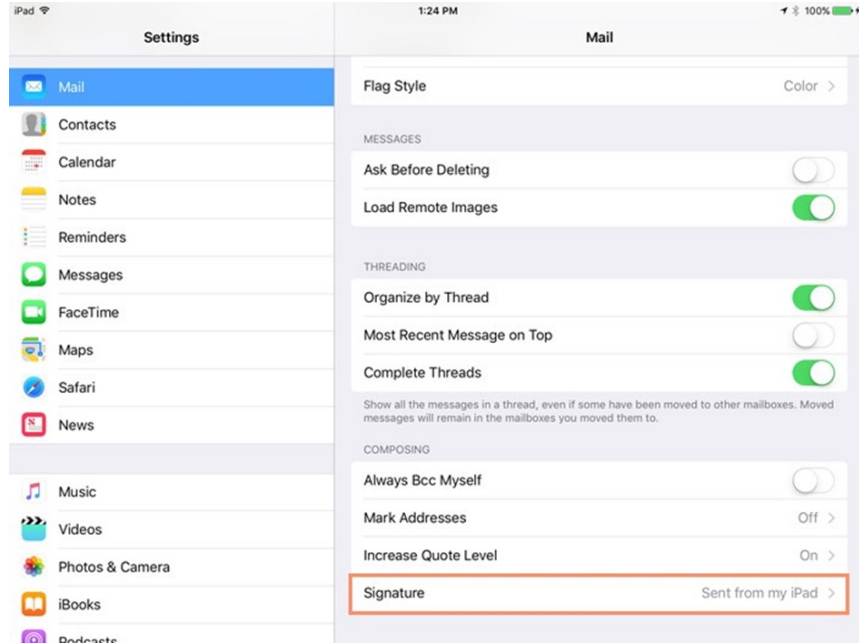 iPad 1:24 PM 100%
Settings Mail
Mail
Contacts
Calendar
Notes
Reminders
Messages
FaceTime
Maps
Safari
News
Music
Videos
Photos & Camera
iBooks
Podcasts
Flag Style Color >
MESSAGES
Ask Before Deleting
Load Remote Images
THREADING
Organize by Thread
Most Recent Message on Top
Complete Threads
Show all the messages in a thread, even if some have been moved to other mailboxes. Moved
messages will remain in the mailboxes you moved them to.
COMPOSING
Always Bcc Myself
Mark Addresses Off >
Increase Quote Level On >
Signature Sent from my iPad >